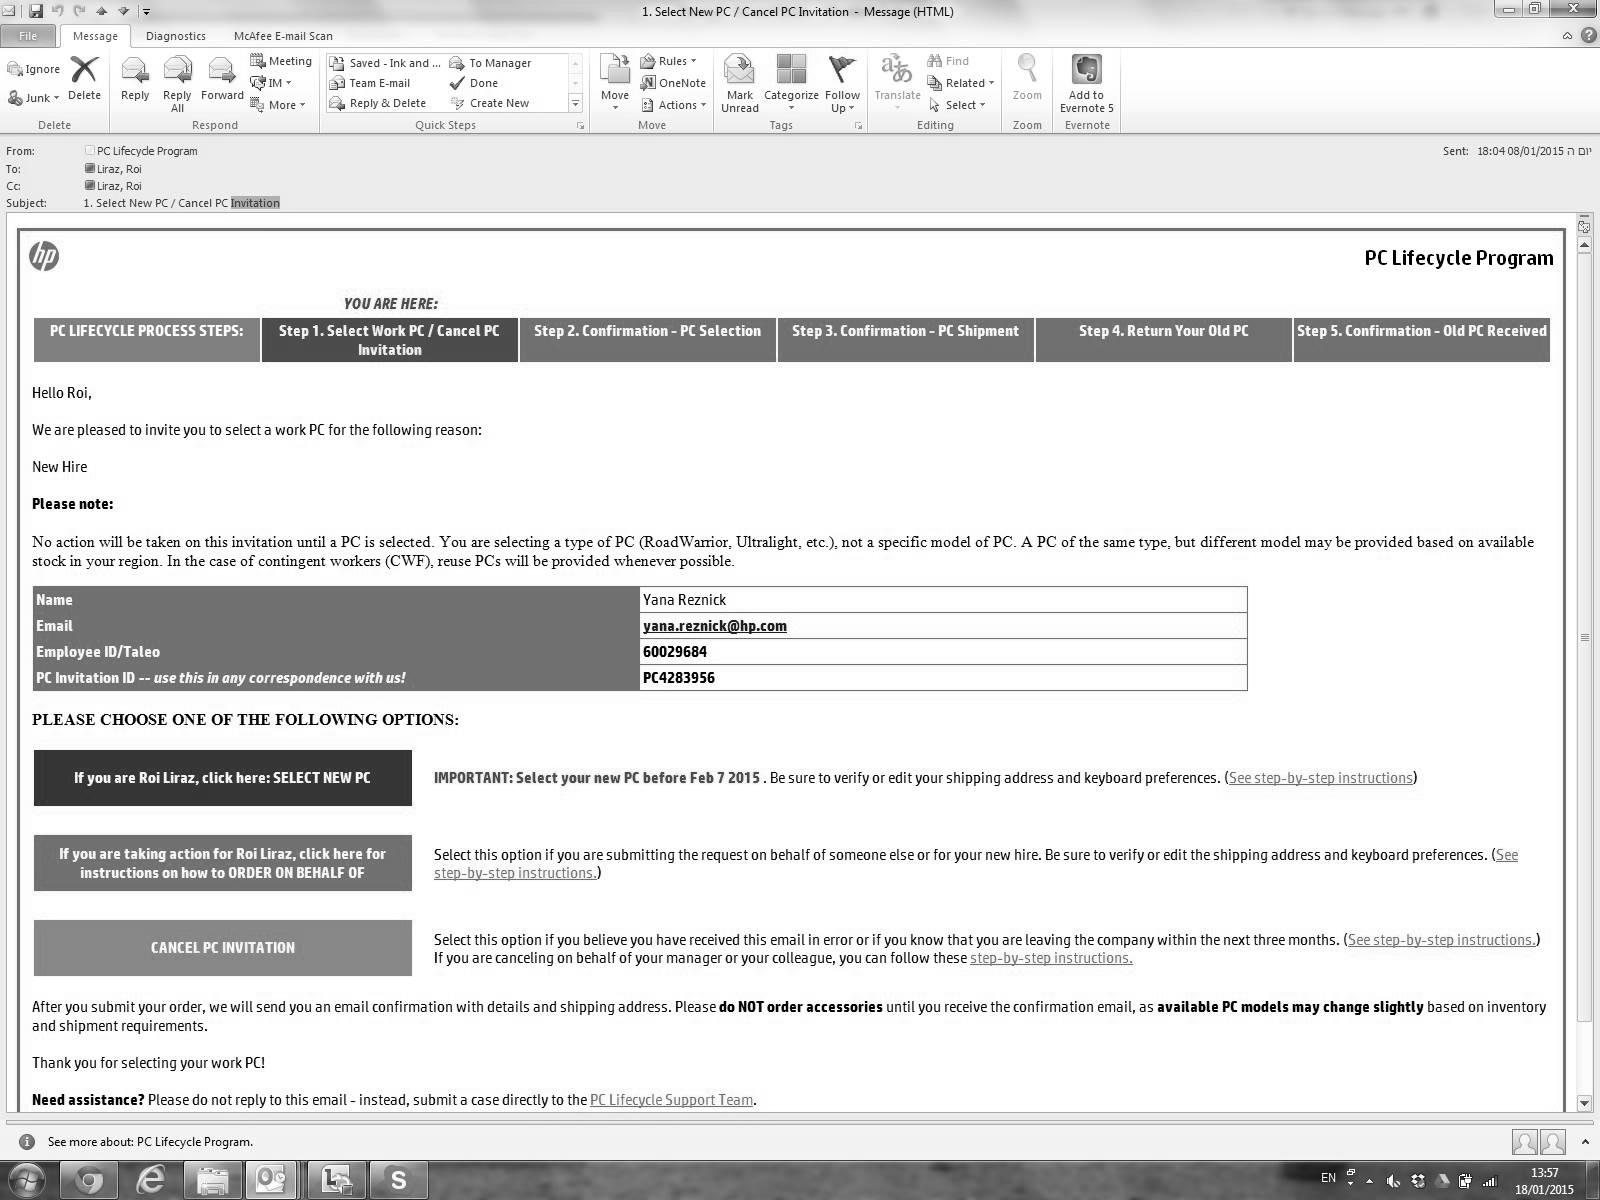 1. Select New PC / Cancel PC Invitation - Message (HTML)
File Message Diagnostics McAfee E-mail Scan
Ignore
Junk
Delete
Reply
Reply All
Forward
Meeting
IM
More
Saved - Ink and ...
Team E-mail
Reply & Delete
To Manager
Done
Create New
Move
Rules
OneNote
Actions
Mark Unread
Categorize
Follow Up
Translate
Find
Related
Select
Zoom
Add to Evernote 5
Delete Respond Quick Steps Move Tags Editing Zoom Evernote
From: PC Lifecycle Program
Sent: יום ה 08/01/2015 18:04
To: Liraz, Roi
Cc: Liraz, Roi
Subject: 1. Select New PC / Cancel PC Invitation
hp
PC Lifecycle Program
YOU ARE HERE:
PC LIFECYCLE PROCESS STEPS:
Step 1. Select Work PC / Cancel PC
Invitation
Step 2. Confirmation - PC Selection
Step 3. Confirmation - PC Shipment
Step 4. Return Your Old PC
Step 5. Confirmation - Old PC Received
Hello Roi,
We are pleased to invite you to select a work PC for the following reason:
New Hire
Please note:
No action will be taken on this invitation until a PC is selected. You are selecting a type of PC (RoadWarrior, Ultralight, etc.), not a specific model of PC. A PC of the same type, but different model may be provided based on available
stock in your region. In the case of contingent workers (CWF), reuse PCs will be provided whenever possible.
Name Yana Reznick
Email yana.reznick@hp.com
Employee ID/Taleo 60029684
PC Invitation ID -- use this in any correspondence with us! PC4283956
PLEASE CHOOSE ONE OF THE FOLLOWING OPTIONS:
If you are Roi Liraz, click here: SELECT NEW PC
IMPORTANT: Select your new PC before Feb 7 2015 . Be sure to verify or edit your shipping address and keyboard preferences. (See step-by-step instructions)
If you are taking action for Roi Liraz, click here for
instructions on how to ORDER ON BEHALF OF
Select this option if you are submitting the request on behalf of someone else or for your new hire. Be sure to verify or edit the shipping address and keyboard preferences. (See
step-by-step instructions.)
CANCEL PC INVITATION
Select this option if you believe you have received this email in error or if you know that you are leaving the company within the next three months. (See step-by-step instructions.)
If you are canceling on behalf of your manager or your colleague, you can follow these step-by-step instructions.
After you submit your order, we will send you an email confirmation with details and shipping address. Please do NOT order accessories until you receive the confirmation email, as available PC models may change slightly based on inventory
and shipment requirements.
Thank you for selecting your work PC!
Need assistance? Please do not reply to this email - instead, submit a case directly to the PC Lifecycle Support Team.
See more about: PC Lifecycle Program.
EN
13:57
18/01/2015